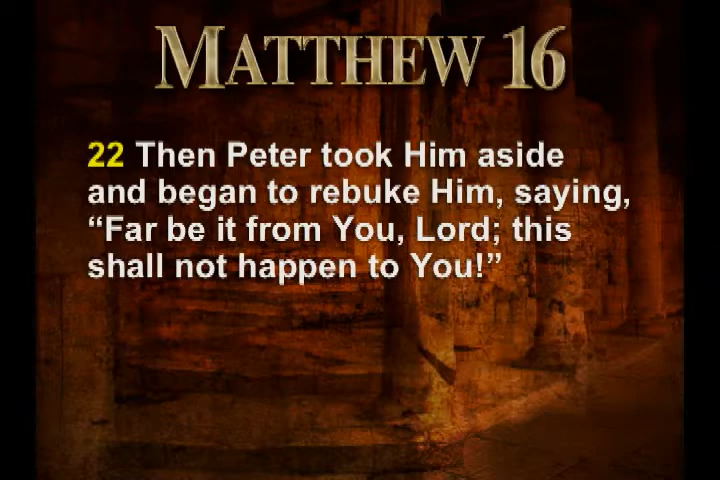 MATTHEW 16
22 Then Peter took Him aside
and began to rebuke Him, saying,
“Far be it from You, Lord; this
shall not happen to You!”